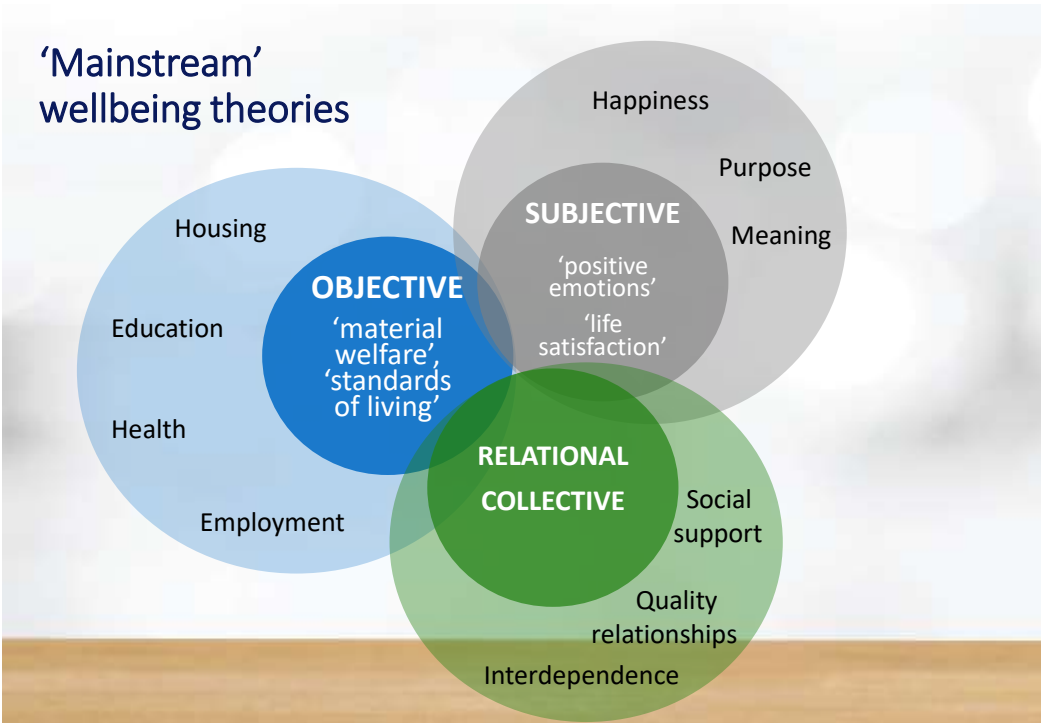 ‘Mainstream’
wellbeing theories
Happiness
Purpose
Meaning
SUBJECTIVE
‘positive
emotions’
‘life
satisfaction’
Housing
Education
Health
Employment
OBJECTIVE
‘material
welfare’,
‘standards
of living’
RELATIONAL
COLLECTIVE
Social
support
Quality
relationships
Interdependence